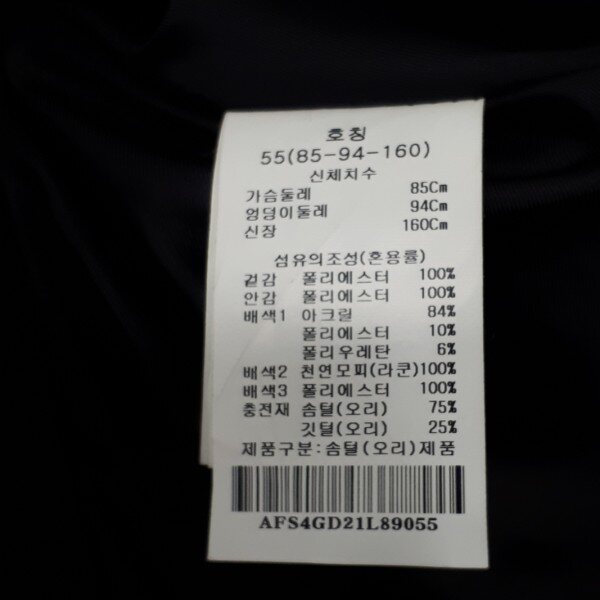 호칭
55(85-94-160)
신체치수
가슴둘레 85Cm
엉덩이둘레 94Cm
신장 160Cm
섬유의조성(혼용률)
겉감 폴리에스터 100%
안감 폴리에스터 100%
배색1 아크릴 84%
폴리에스터 10%
폴리우레탄 6%
배색2 천연모피(라쿤)100%
배색3 폴리에스터 100%
충전재 솜털(오리) 75%
깃털(오리) 25%
제품구분:솜털(오리)제품
AFS4GD21L89055